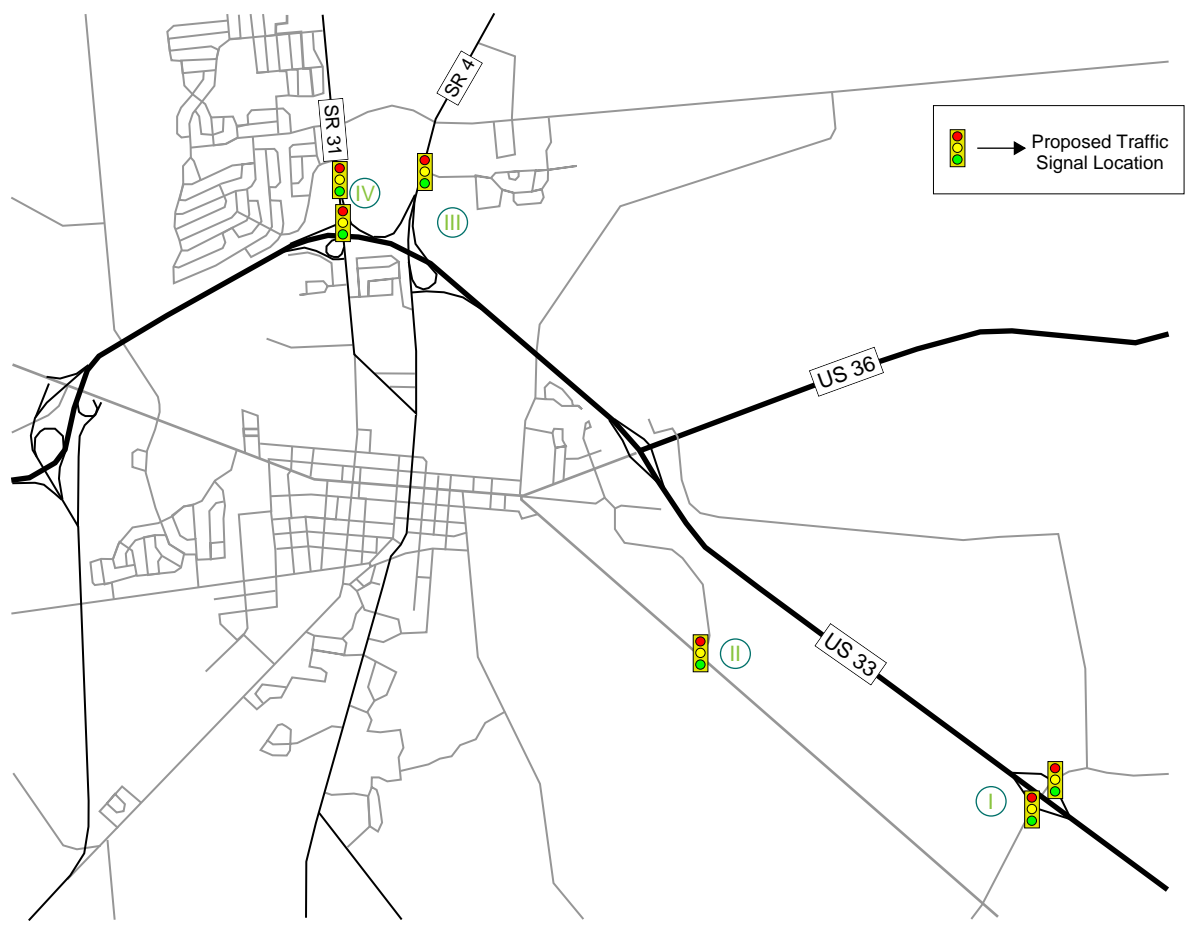 SR 4
SR 31
Proposed Traffic
Signal Location
IV
III
US 36
US 33
II
I